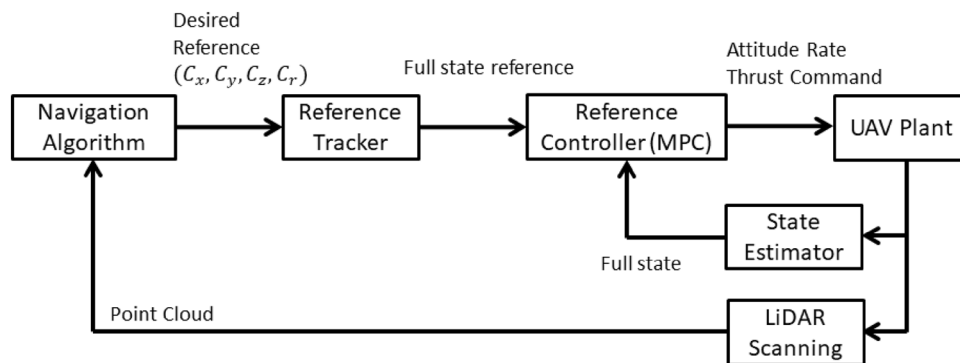 Desired
Reference
(C_x, C_y, C_z, C_r)
Full state reference
Attitude Rate
Thrust Command
Navigation
Algorithm
Reference
Tracker
Reference
Controller (MPC)
UAV Plant
State
Estimator
Full state
Point Cloud
LiDAR
Scanning